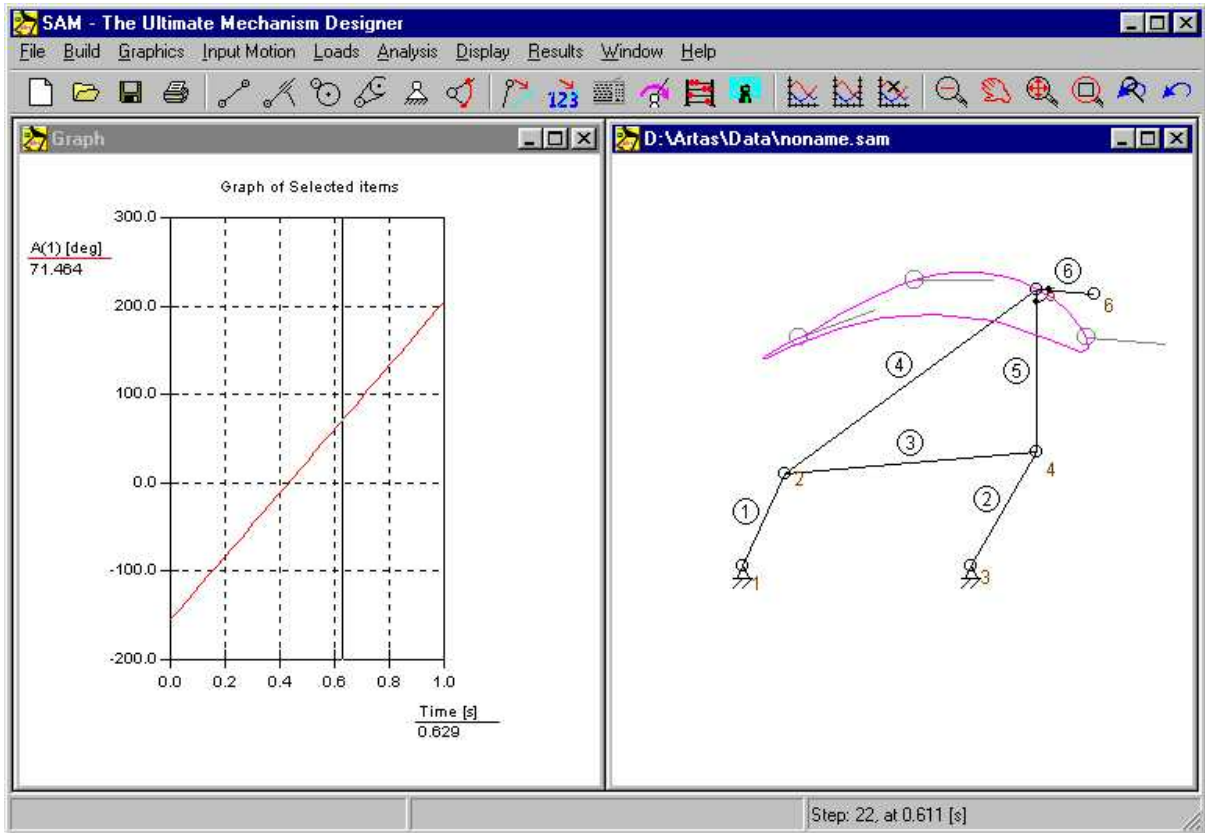 SAM - The Ultimate Mechanism Designer
File Build Graphics Input Motion Loads Analysis Display Results Window Help
123
Graph
Graph of Selected items
A(1) [deg]
71.464
300.0
200.0
100.0
0.0
-100.0
-200.0
0.0 0.2 0.4 0.6 0.8 1.0
Time [s]
0.629
D:\Artas\Data\noname.sam
6
5
6
4
5
3
2
4
1
2
1
3
Step: 22, at 0.611 [s]